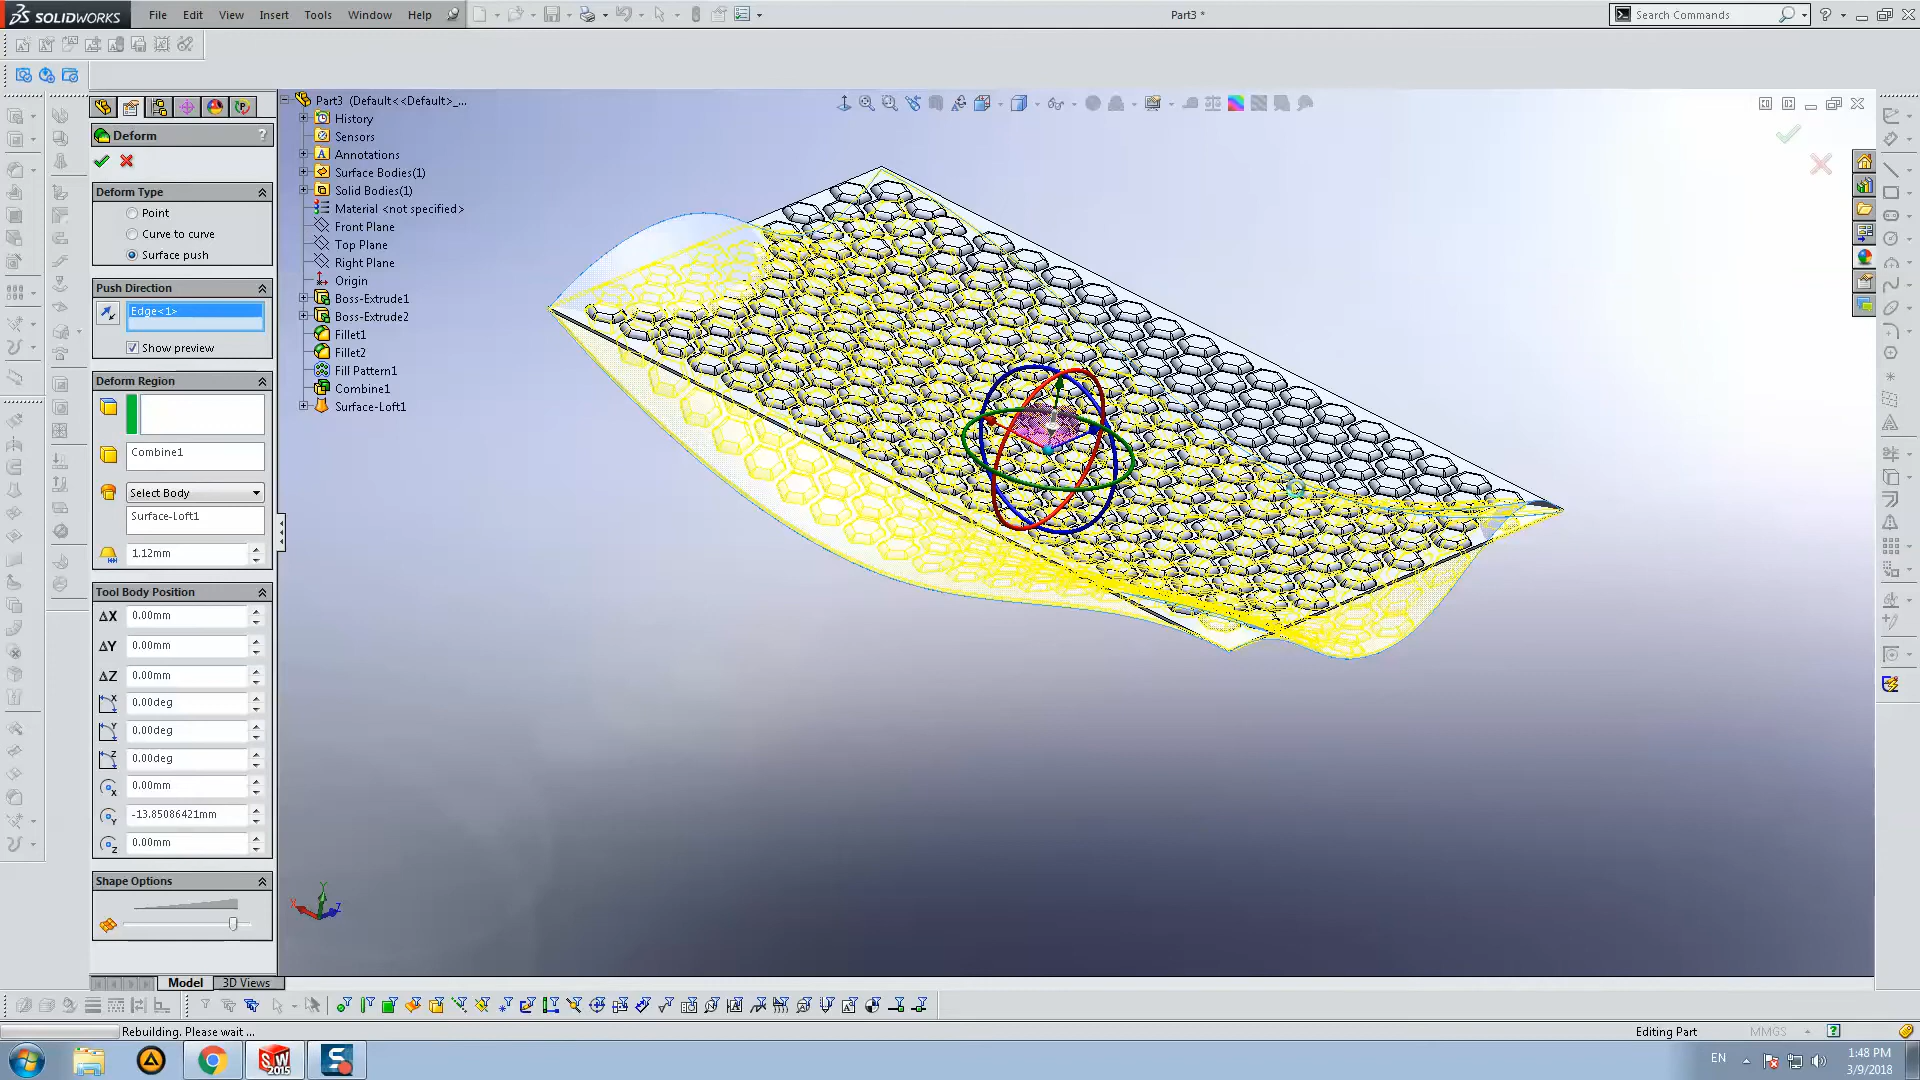 SOLIDWORKS File Edit View Insert Tools Window Help Part3 * Search Commands
Deform
Deform Type
Point
Curve to curve
Surface push
Push Direction
Edge<1>
Show preview
Deform Region
Combine1
Select Body
Surface-Loft1
1.12mm
Tool Body Position
ΔX 0.00mm
ΔY 0.00mm
ΔZ 0.00mm
X 0.00deg
Y 0.00deg
Z 0.00deg
X 0.00mm
Y -13.85086421mm
Z 0.00mm
Shape Options
Part3 (Default<<Default>_...
History
Sensors
Annotations
Surface Bodies(1)
Solid Bodies(1)
Material <not specified>
Front Plane
Top Plane
Right Plane
Origin
Boss-Extrude1
Boss-Extrude2
Fillet1
Fillet2
Fill Pattern1
Combine1
Surface-Loft1
Y
X Z
Model 3D Views
Rebuilding. Please wait ... Editing Part MMGS
SW 2015 EN 1:48 PM
3/9/2018